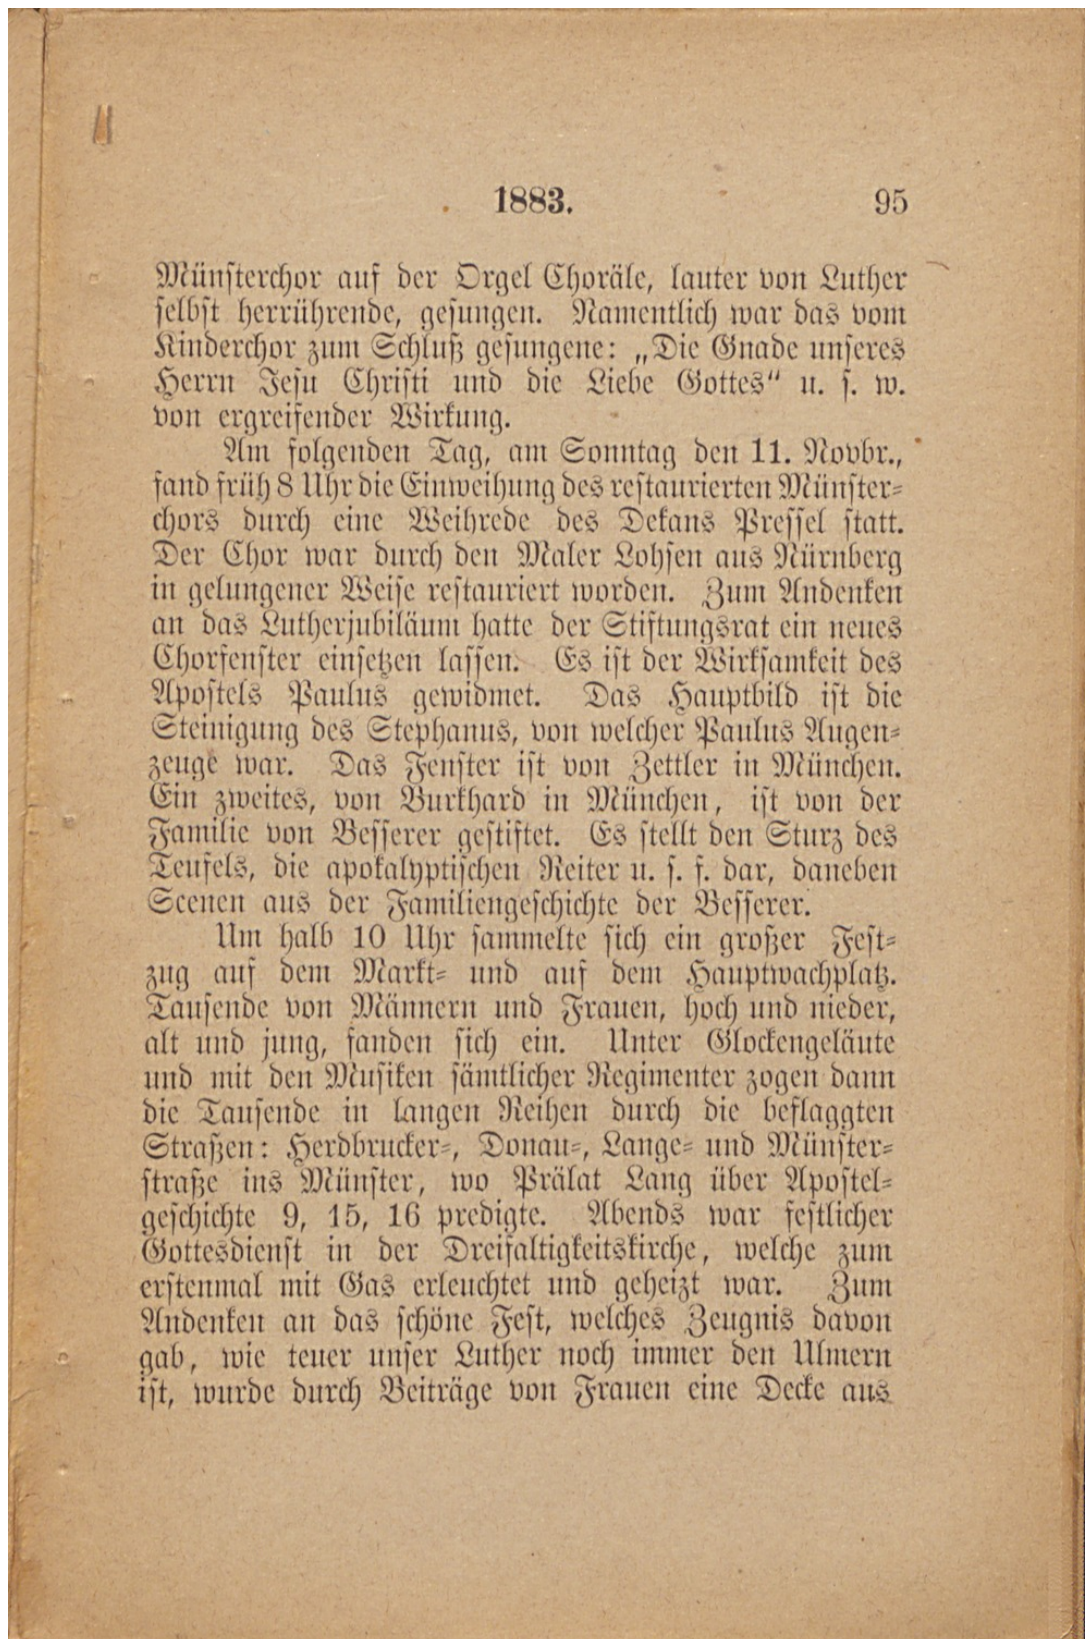 1883. 95
Münsterchor auf der Orgel Choräle, lauter von Luther
selbst herrührende, gesungen. Namentlich war das vom
Kinderchor zum Schluß gesungene: „Die Gnade unseres
Herrn Jesu Christi und die Liebe Gottes“ u. s. w.
von ergreifender Wirkung.
Am folgenden Tag, am Sonntag den 11. Novbr.,
fand früh 8 Uhr die Einweihung des restaurierten Münster-
chors durch eine Weihrede des Dekans Pressel statt.
Der Chor war durch den Maler Lohsen aus Nürnberg
in gelungener Weise restauriert worden. Zum Andenken
an das Lutherjubiläum hatte der Stiftungsrat ein neues
Chorfenster einsetzen lassen. Es ist der Wirksamkeit des
Apostels Paulus gewidmet. Das Hauptbild ist die
Steinigung des Stephanus, von welcher Paulus Augen-
zeuge war. Das Fenster ist von Zettler in München.
Ein zweites, von Burkhard in München, ist von der
Familie von Besserer gestiftet. Es stellt den Sturz des
Teufels, die apokalyptischen Reiter u. s. f. dar, daneben
Scenen aus der Familiengeschichte der Besserer.
Um halb 10 Uhr sammelte sich ein großer Fest-
zug auf dem Markt- und auf dem Hauptwachplatz.
Tausende von Männern und Frauen, hoch und nieder,
alt und jung, fanden sich ein. Unter Glockengeläute
und mit den Musiken sämtlicher Regimenter zogen dann
die Tausende in langen Reihen durch die beflaggten
Straßen: Herdbrucker-, Donau-, Lange- und Münster-
straße ins Münster, wo Prälat Lang über Apostel-
geschichte 9, 15, 16 predigte. Abends war festlicher
Gottesdienst in der Dreifaltigkeitskirche, welche zum
erstenmal mit Gas erleuchtet und geheizt war. Zum
Andenken an das schöne Fest, welches Zeugnis davon
gab, wie teuer unser Luther noch immer den Ulmern
ist, wurde durch Beiträge von Frauen eine Decke aus